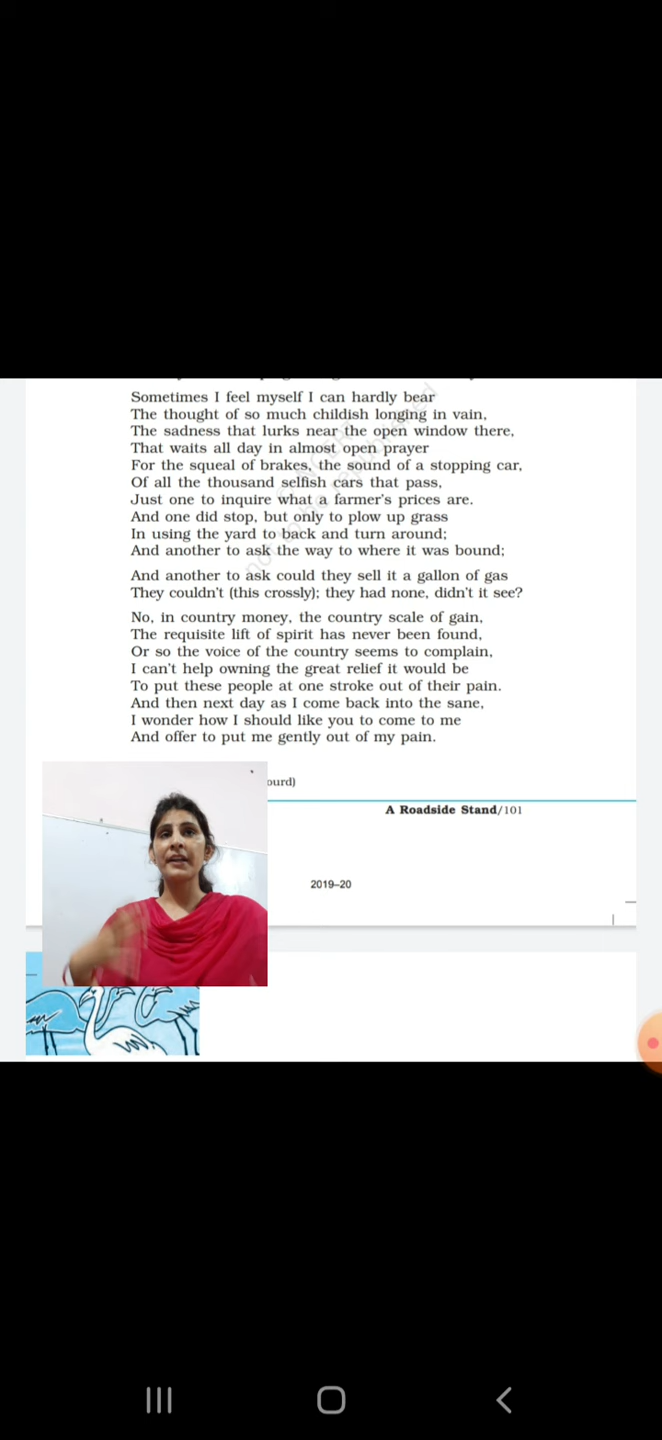 Sometimes I feel myself I can hardly bear
The thought of so much childish longing in vain,
The sadness that lurks near the open window there,
That waits all day in almost open prayer
For the squeal of brakes, the sound of a stopping car,
Of all the thousand selfish cars that pass,
Just one to inquire what a farmer's prices are.
And one did stop, but only to plow up grass
In using the yard to back and turn around;
And another to ask the way to where it was bound;
And another to ask could they sell it a gallon of gas
They couldn't (this crossly); they had none, didn't it see?
No, in country money, the country scale of gain,
The requisite lift of spirit has never been found,
Or so the voice of the country seems to complain,
I can't help owning the great relief it would be
To put these people at one stroke out of their pain.
And then next day as I come back into the sane,
I wonder how I should like you to come to me
And offer to put me gently out of my pain.
ourd)
A Roadside Stand/101
2019–20